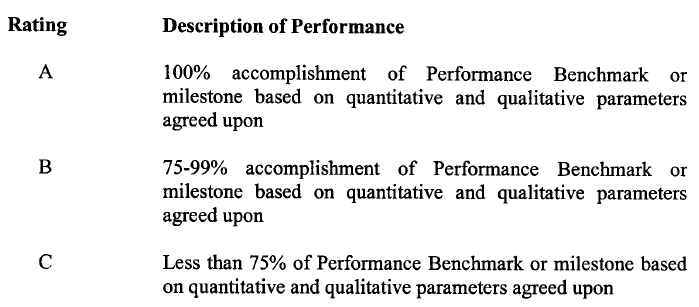 Rating Description of Performance
A 100% accomplishment of Performance Benchmark or
milestone based on quantitative and qualitative parameters
agreed upon
B 75-99% accomplishment of Performance Benchmark or
milestone based on quantitative and qualitative parameters
agreed upon
C Less than 75% of Performance Benchmark or milestone based
on quantitative and qualitative parameters agreed upon